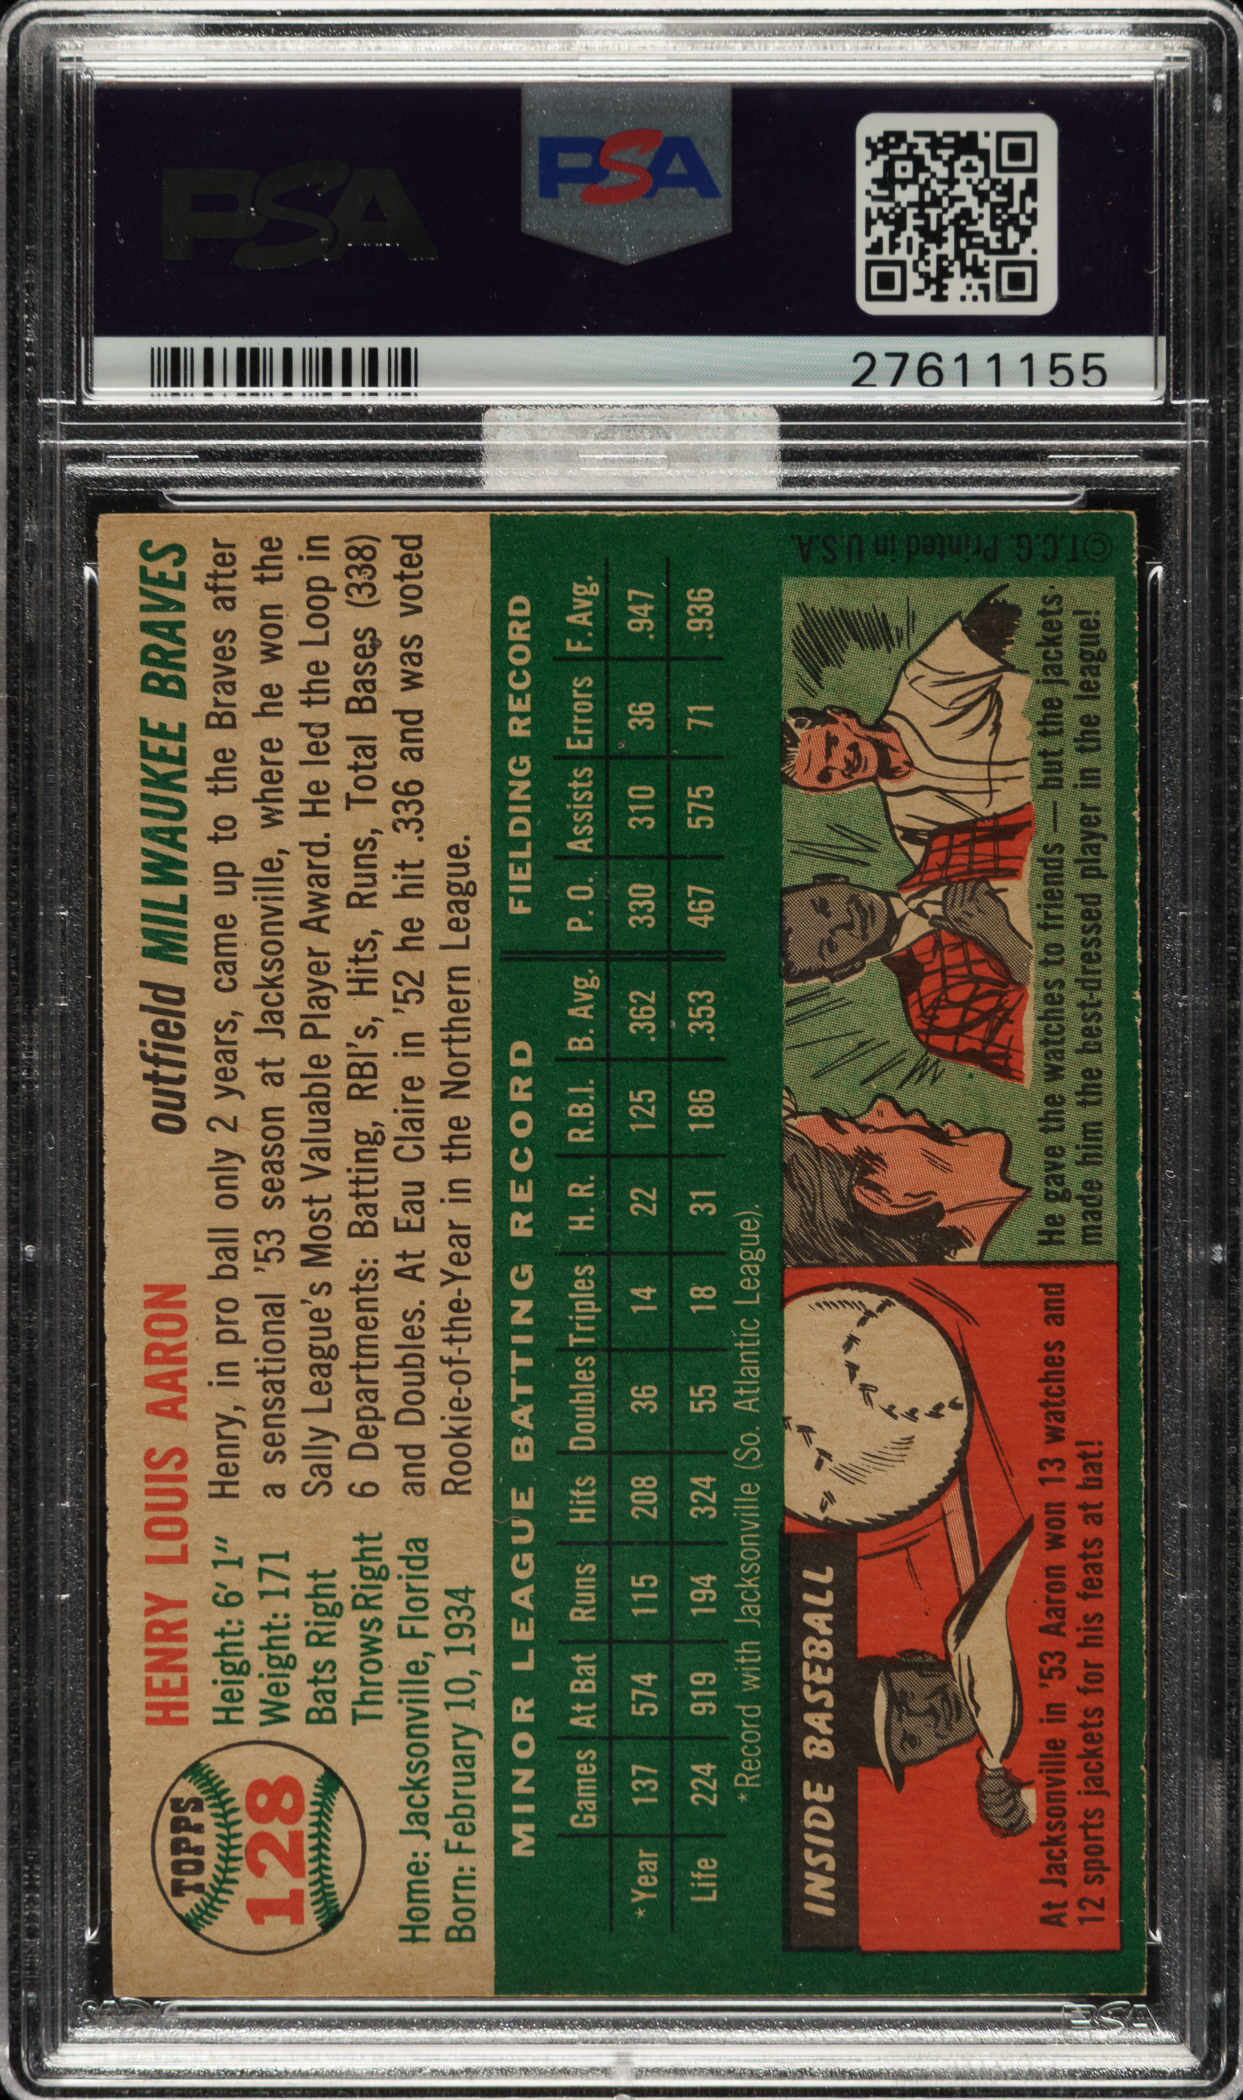 PSA
PSA
27611155
TOPPS
128
HENRY LOUIS AARON
outfield MILWAUKEE BRAVES
Height: 6' 1"
Weight: 171
Bats Right
Throws Right
Home: Jacksonville, Florida
Born: February 10, 1934
Henry, in pro ball only 2 years, came up to the Braves after
a sensational '53 season at Jacksonville, where he won the
Sally League's Most Valuable Player Award. He led the Loop in
6 Departments: Batting, RBI's, Hits, Runs, Total Bases (338)
and Doubles. At Eau Claire in '52 he hit .336 and was voted
Rookie-of-the-Year in the Northern League.
MINOR LEAGUE BATTING RECORD FIELDING RECORD
Games At Bat Runs Hits Doubles Triples H. R. R.B.I. B. Avg. P. O. Assists Errors F. Avg.
*Year 137 574 115 208 36 14 22 125 .362 330 310 36 .947
Life 224 919 194 324 55 18 31 186 .353 467 575 71 .936
*Record with Jacksonville (So. Atlantic League).
INSIDE BASEBALL
At Jacksonville in '53 Aaron won 13 watches and
12 sports jackets for his feats at bat!
He gave the watches to friends — but the jackets
made him the best-dressed player in the league!
©T.C.G. Printed in U.S.A.
PSA